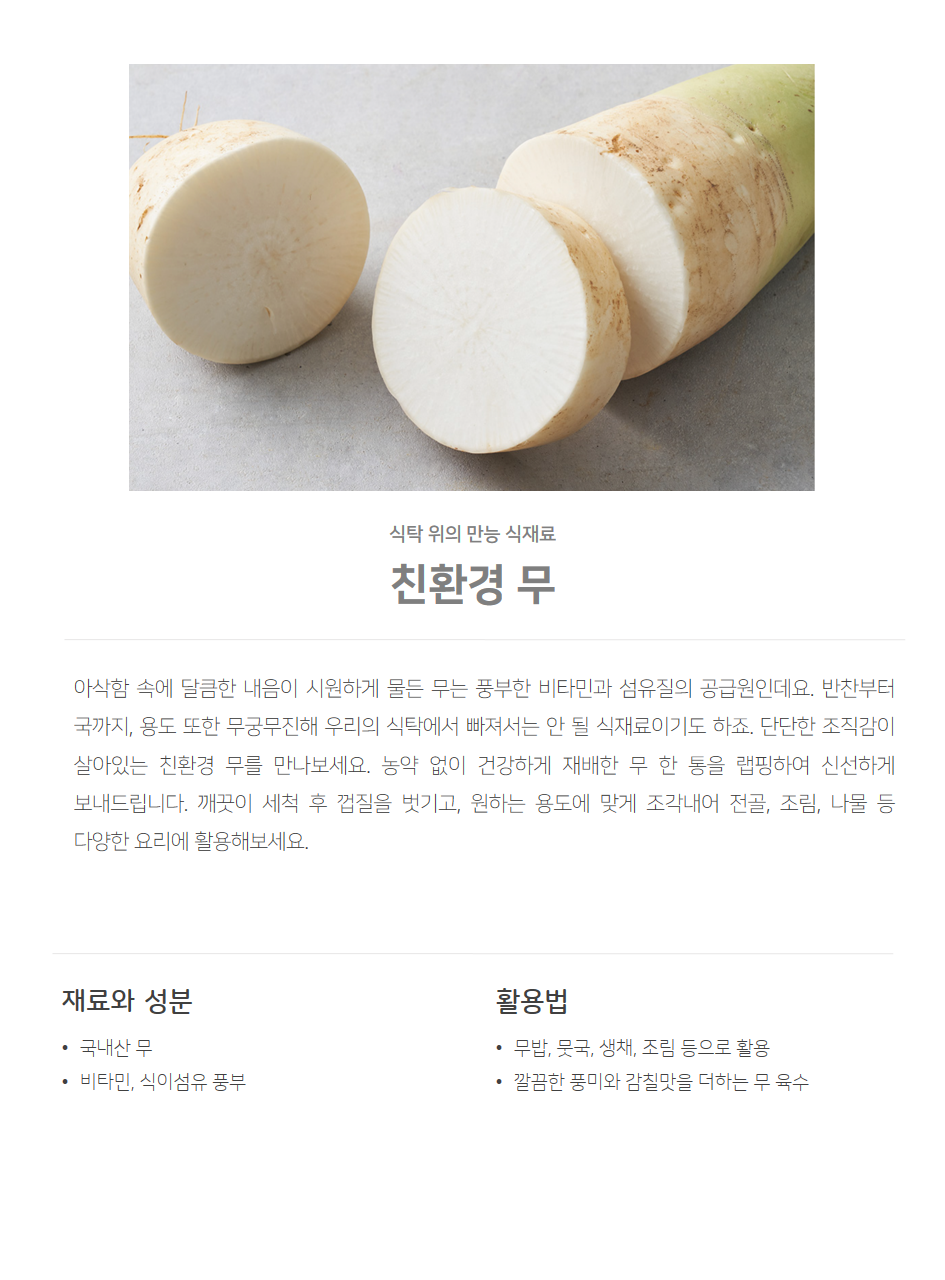 식탁 위의 만능 식재료
친환경 무
아삭함 속에 달큼한 내음이 시원하게 물든 무는 풍부한 비타민과 섬유질의 공급원인데요. 반찬부터
국까지, 용도 또한 무궁무진해 우리의 식탁에서 빠져서는 안 될 식재료이기도 하죠. 단단한 조직감이
살아있는 친환경 무를 만나보세요. 농약 없이 건강하게 재배한 무 한 통을 랩핑하여 신선하게
보내드립니다. 깨끗이 세척 후 껍질을 벗기고, 원하는 용도에 맞게 조각내어 전골, 조림, 나물 등
다양한 요리에 활용해보세요.
재료와 성분
• 국내산 무
• 비타민, 식이섬유 풍부
활용법
• 무밥, 뭇국, 생채, 조림 등으로 활용
• 깔끔한 풍미와 감칠맛을 더하는 무 육수